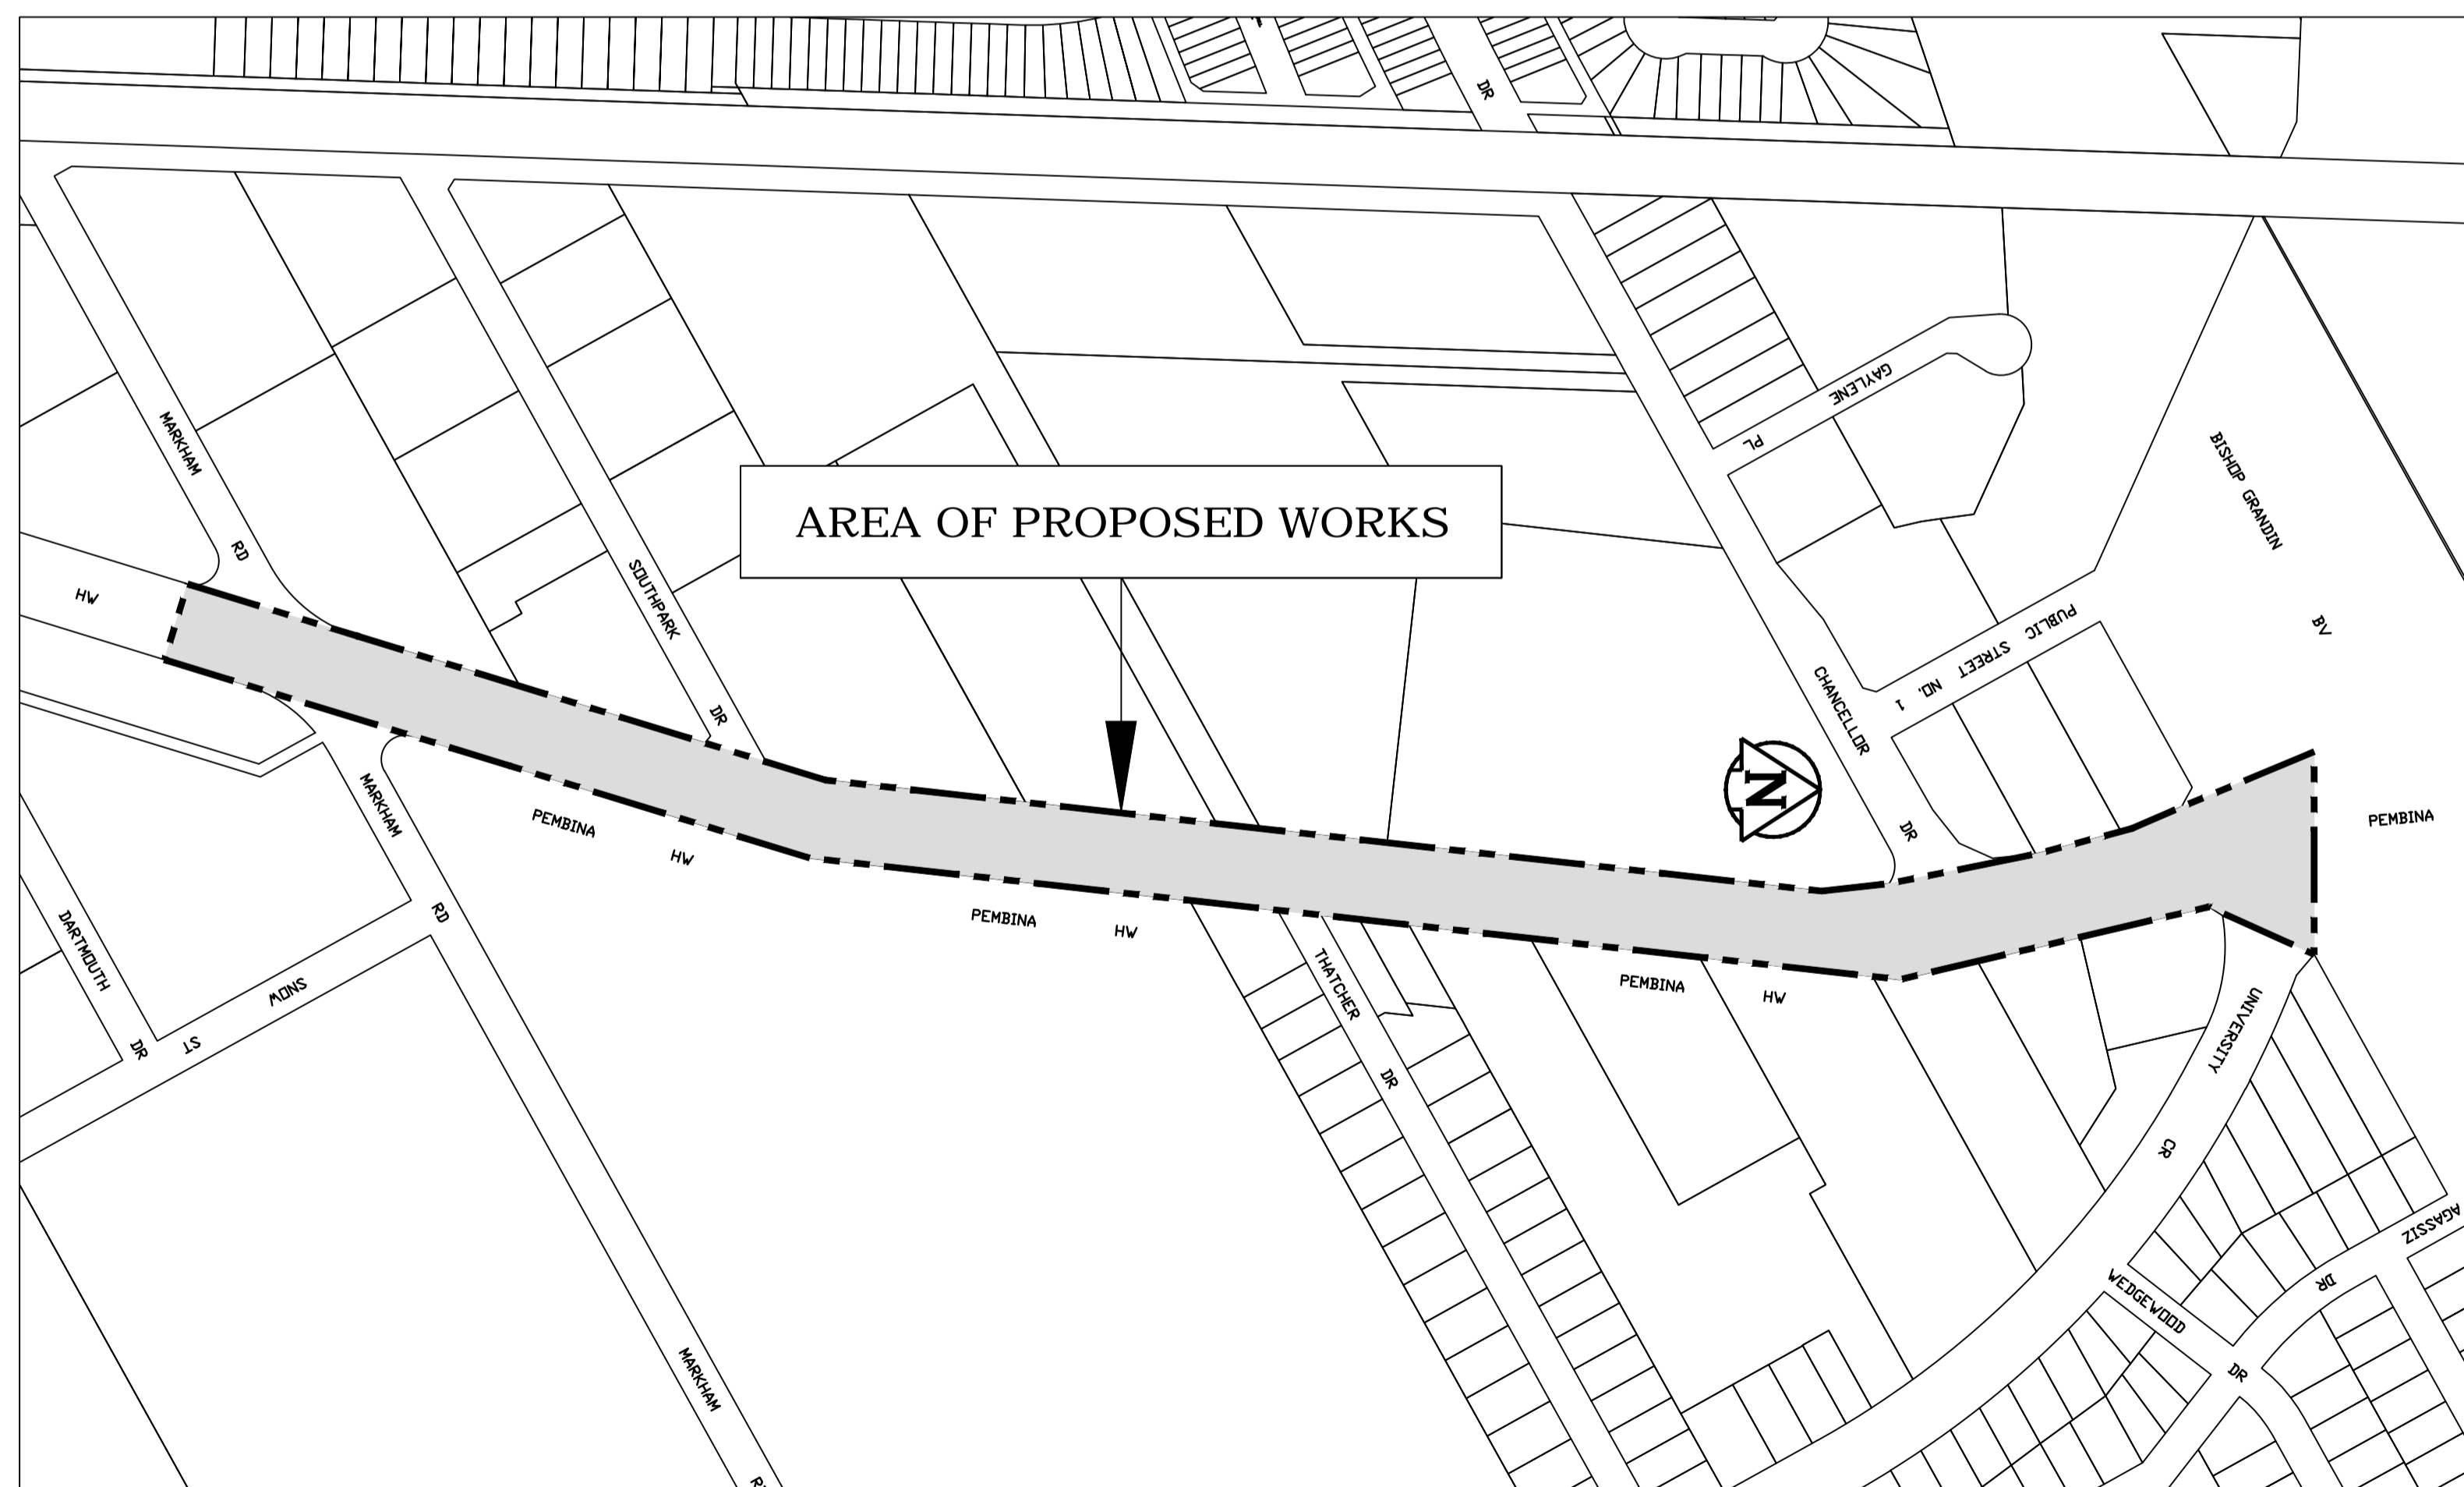 DR
GAYLENE
PL
MARKHAM
RD
BISHOP GRANDIN
BV
AREA OF PROPOSED WORKS
HW
SOUTHPARK
DR
PUBLIC STREET NO. 1
CHANCELLOR
DR
N
MARKHAM
RD
PEMBINA
HW
PEMBINA
PEMBINA
HW
DARTMOUTH
DR
SNOW
ST
THATCHER
DR
PEMBINA
HW
UNIVERSITY
CR
AGASSIZ
DR
WEDGEWOOD
DR
MARKHAM